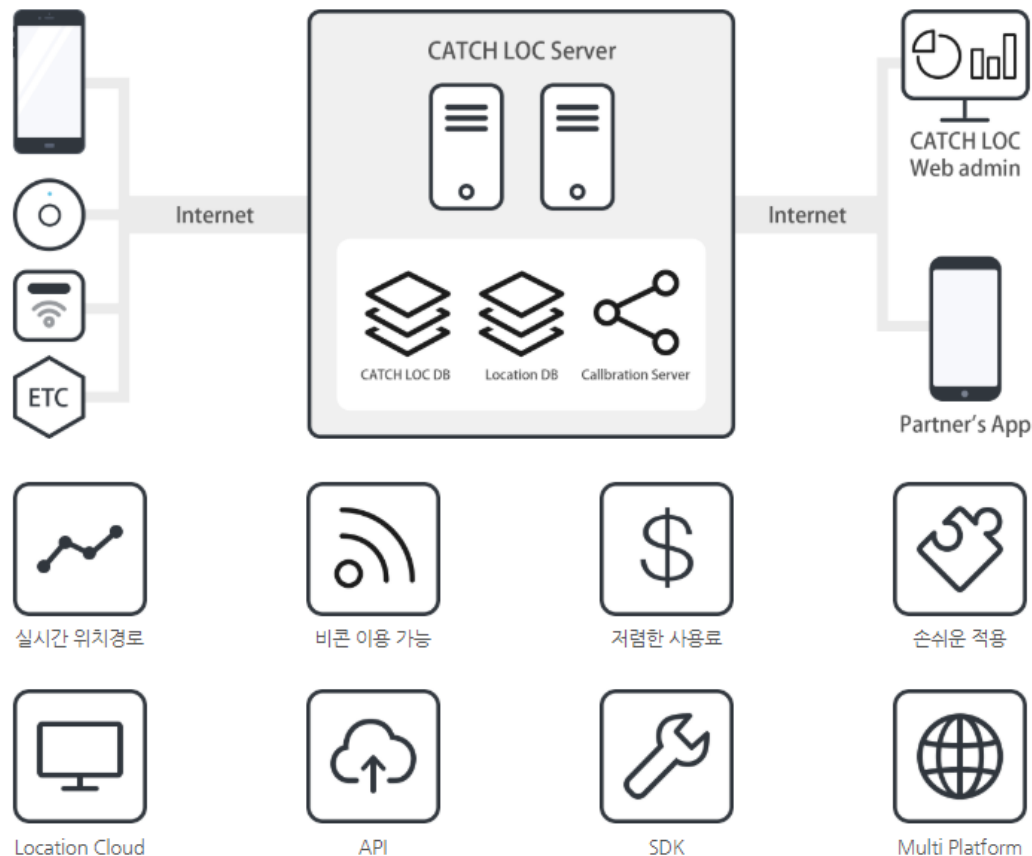 CATCH LOC Server
CATCH LOC
Web admin
Internet
Internet
CATCH LOC DB
Location DB
Callbration Server
ETC
Partner's App
실시간 위치경로
비콘 이용 가능
저렴한 사용료
손쉬운 적용
Location Cloud
API
SDK
Multi Platform